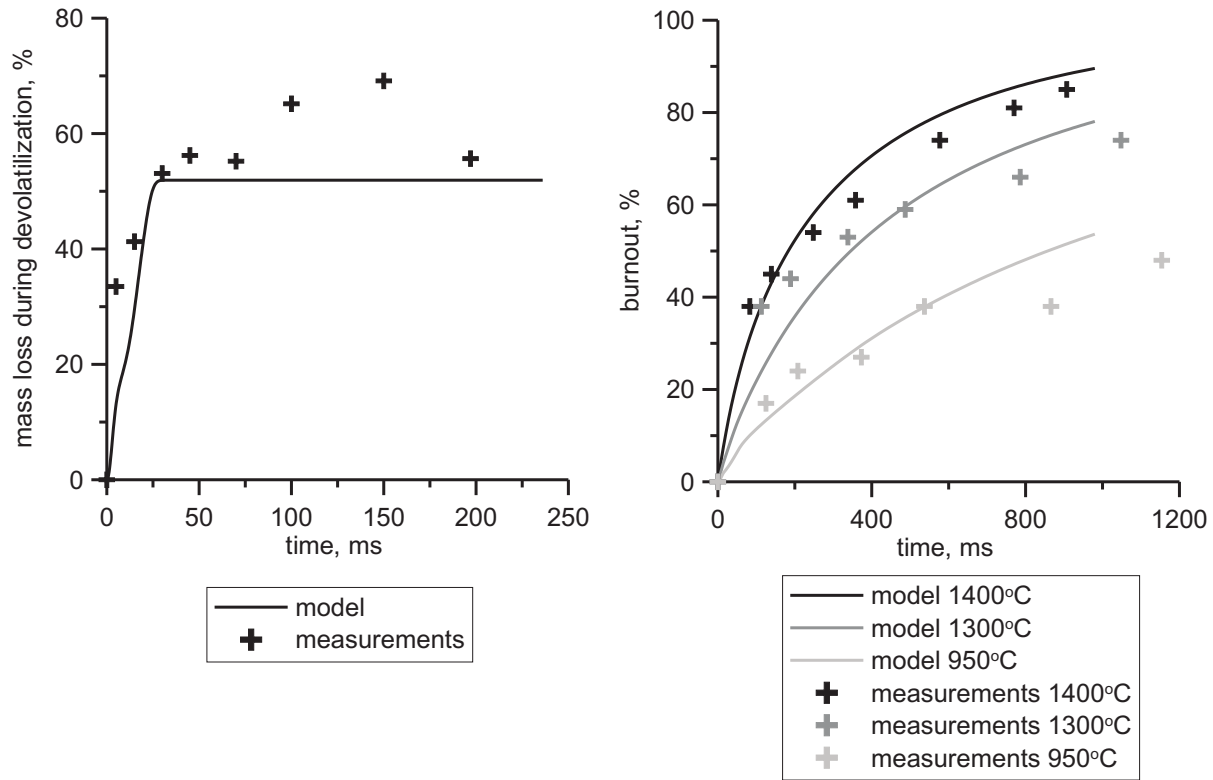 mass loss during devolatilization, %
80
60
40
20
0
0 50 100 150 200 250
time, ms
model
measurements
burnout, %
100
80
60
40
20
0
0 400 800 1200
time, ms
model 1400°C
model 1300°C
model 950°C
measurements 1400°C
measurements 1300°C
measurements 950°C